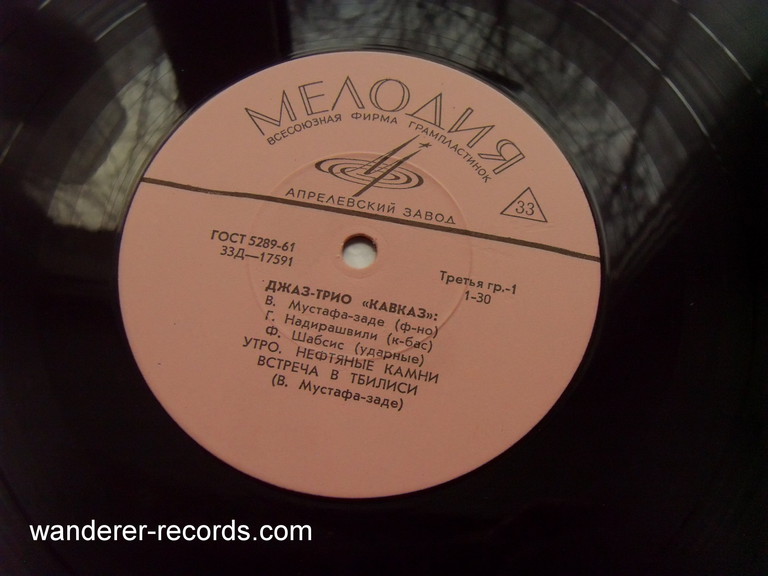 МЕЛОДИЯ
ВСЕСОЮЗНАЯ ФИРМА ГРАМПЛАСТИНОК
АПРЕЛЕВСКИЙ ЗАВОД
33
ГОСТ 5289-61
33Д—17591
Третья гр.-1
1-30
ДЖАЗ-ТРИО «КАВКАЗ»:
В. Мустафа-заде (ф-но)
Г. Надирашвили (к-бас)
Ф. Шабсис (ударные)
УТРО. НЕФТЯНЫЕ КАМНИ
ВСТРЕЧА В ТБИЛИСИ
(В. Мустафа-заде)
wanderer-records.com